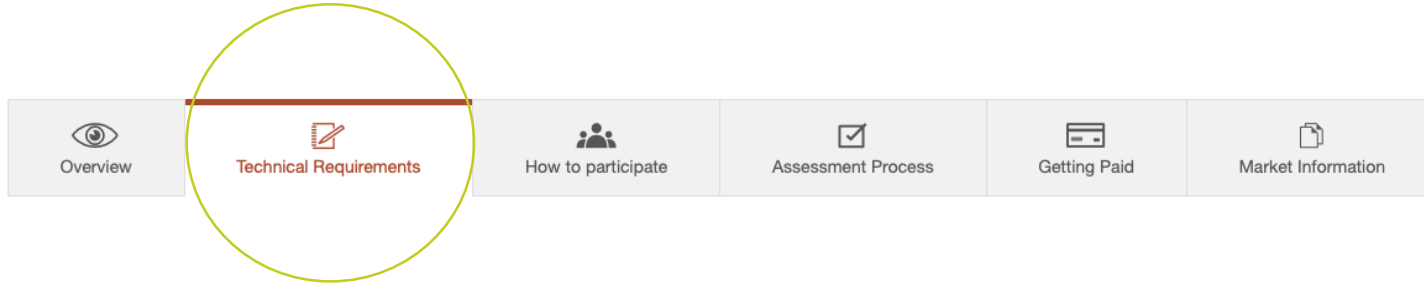 Overview
Technical Requirements
How to participate
Assessment Process
Getting Paid
Market Information